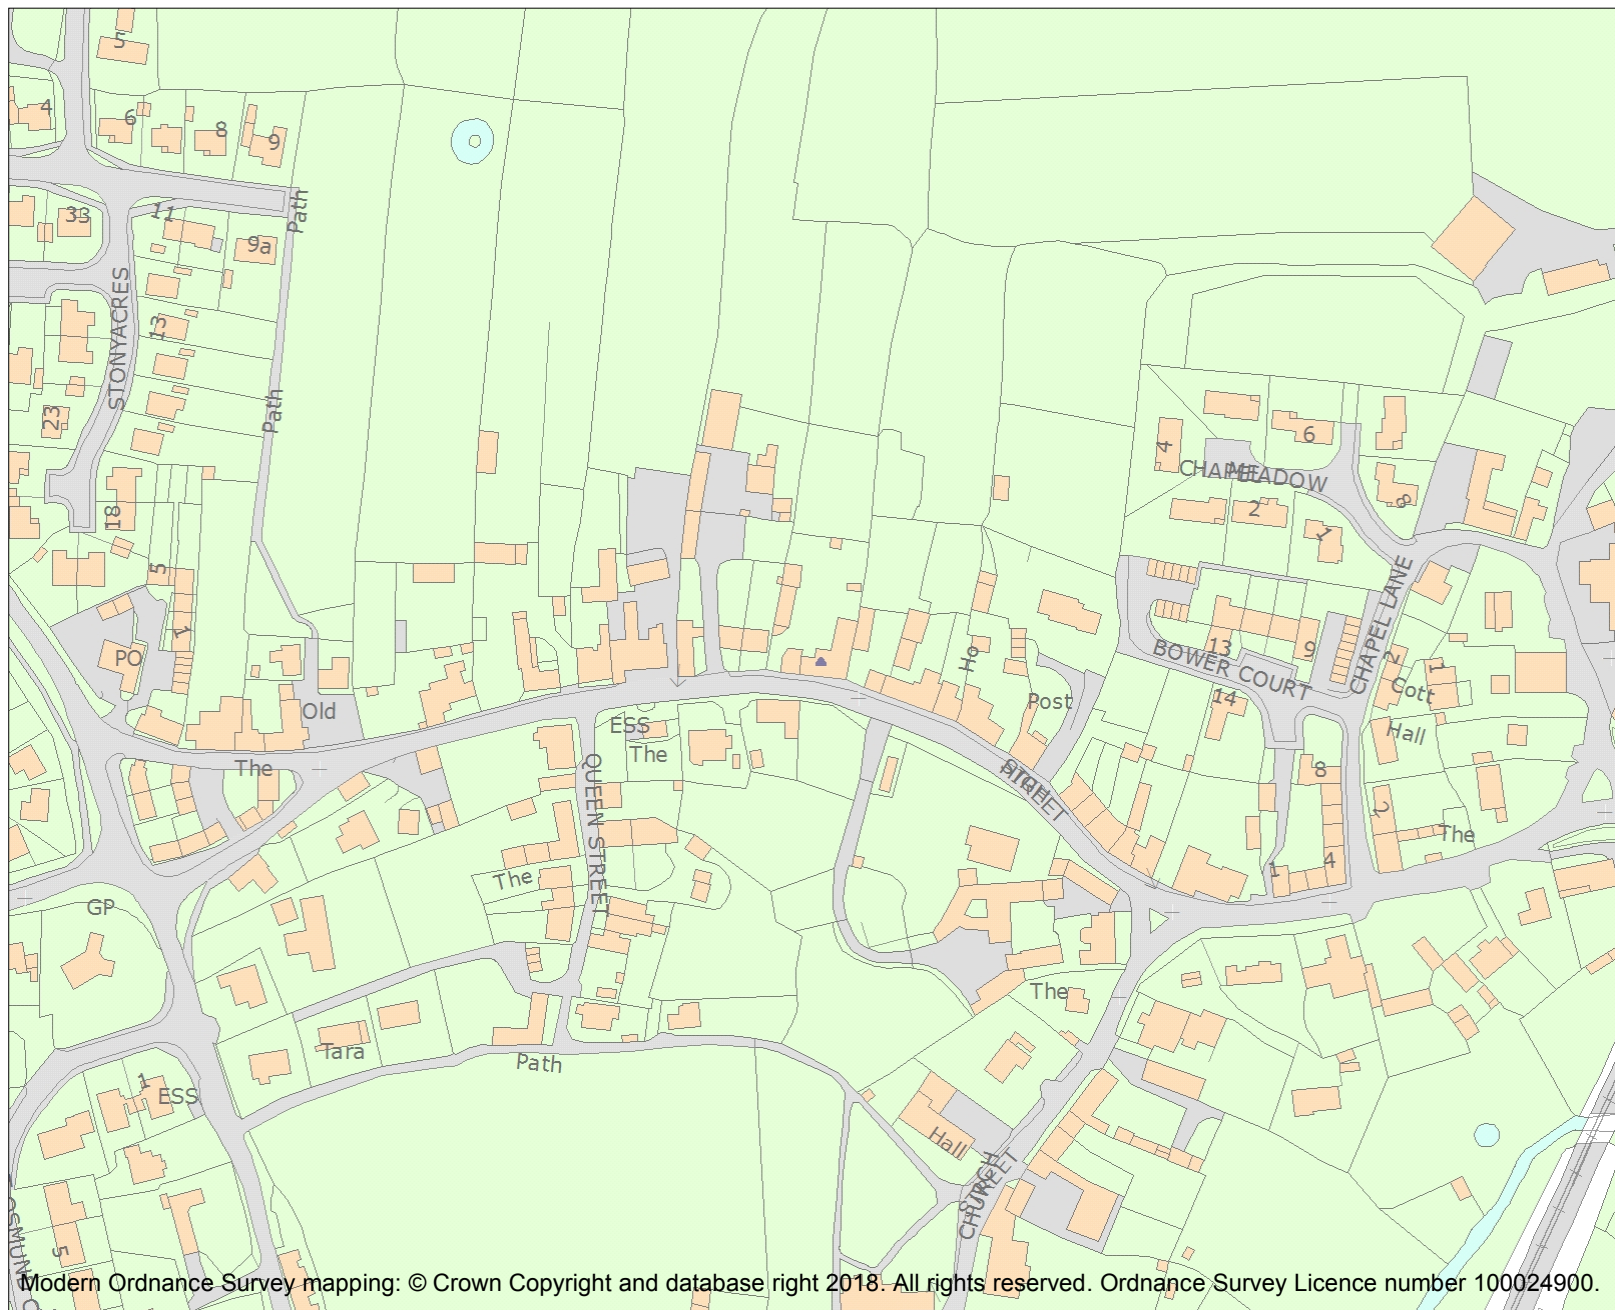 5
4
6
8
9
Path
33
11
9a
STONYACRES
13
Path
23
18
5
1
PO
Old
The
ESS
The
QUEEN STREET
The
GP
Tara
Path
1
ESS
5
Ho
Post
HIGH
STREET
The
Hall
CHURCH
STREET
4
6
CHAPEL
MEADOW
2
8
1
CHAPEL LANE
13
9
BOWER COURT
14
2
1
Cott
Hall
8
2
The
1
4
Modern Ordnance Survey mapping: © Crown Copyright and database right 2018. All rights reserved. Ordnance Survey Licence number 100024900.